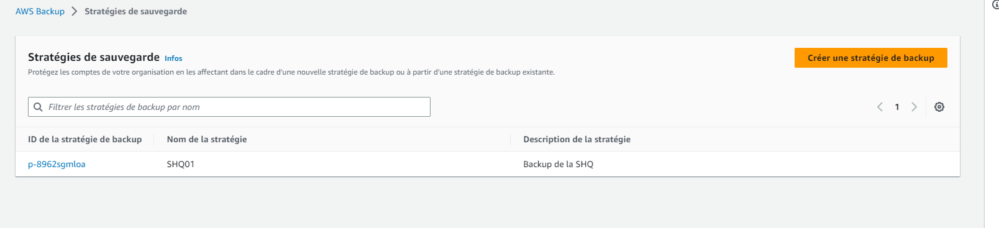 AWS Backup > Stratégies de sauvegarde
Stratégies de sauvegarde Infos
Créer une stratégie de backup
Protégez les comptes de votre organisation en les affectant dans le cadre d'une nouvelle stratégie de backup ou à partir d'une stratégie de backup existante.
Filtrer les stratégies de backup par nom
1
ID de la stratégie de backup Nom de la stratégie Description de la stratégie
p-8962sgmloa SHQ01 Backup de la SHQ